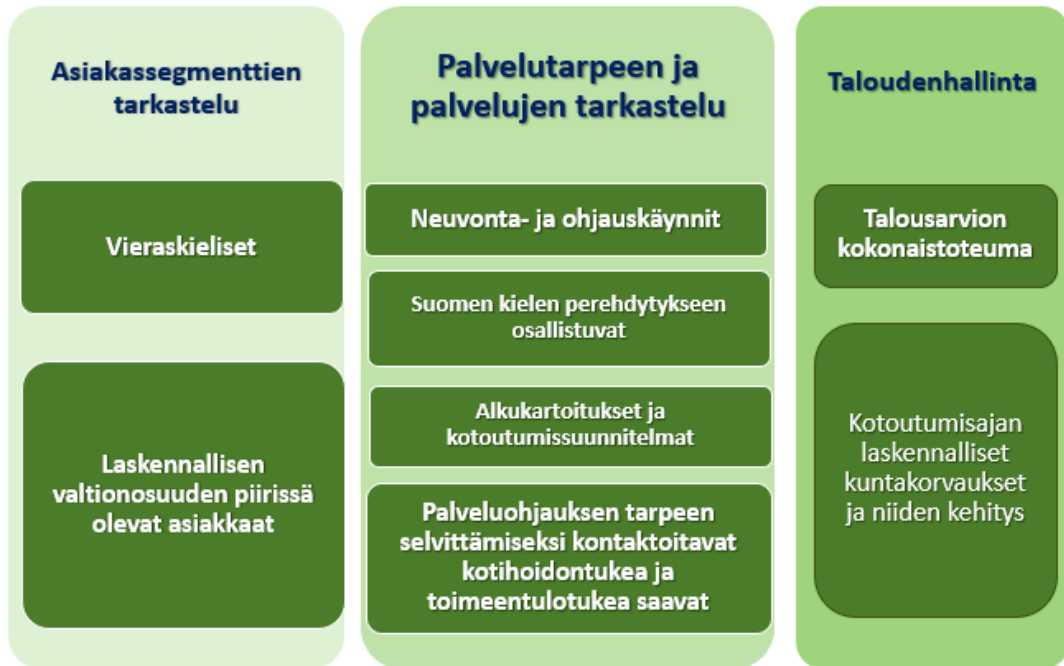 Asiakassegmenttien
tarkastelu
Vieraskieliset
Laskennallisen
valtionosuuden piirissä
olevat asiakkaat
Palvelutarpeen ja
palvelujen tarkastelu
Neuvonta- ja ohjauskäynnit
Suomen kielen perehdytykseen
osallistuvat
Alkukartoitukset ja
kotoutumissuunnitelmat
Palveluohjauksen tarpeen
selvittämiseksi kontaktoitavat
kotihoidontukea ja
toimeentulotukea saavat
Taloudenhallinta
Talousarvion
kokonaistoteuma
Kotoutumisajan
laskennalliset
kuntakorvaukset
ja niiden kehitys